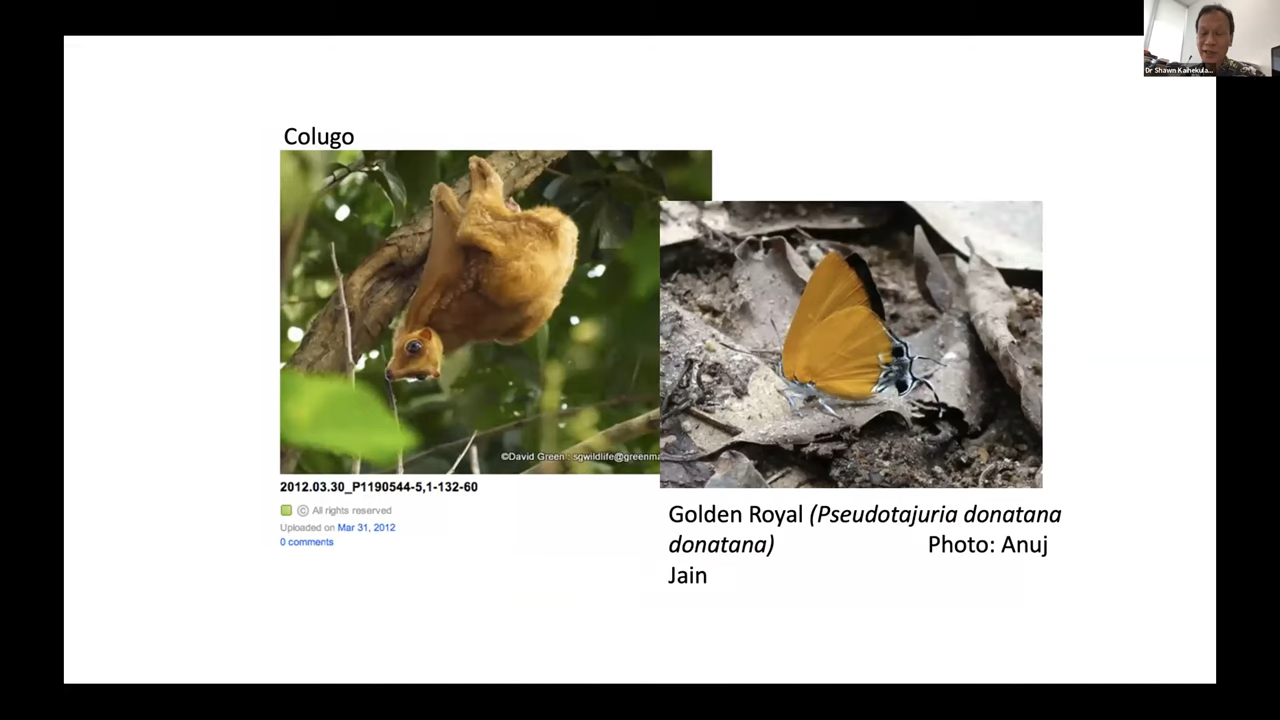 Dr Shawn Kaihekula...
Colugo
©David Green : sgwildlife@greenma
2012.03.30_P1190544-5,1-132-60
© All rights reserved
Uploaded on Mar 31, 2012
0 comments
Golden Royal (Pseudotajuria donatana
donatana) Photo: Anuj
Jain